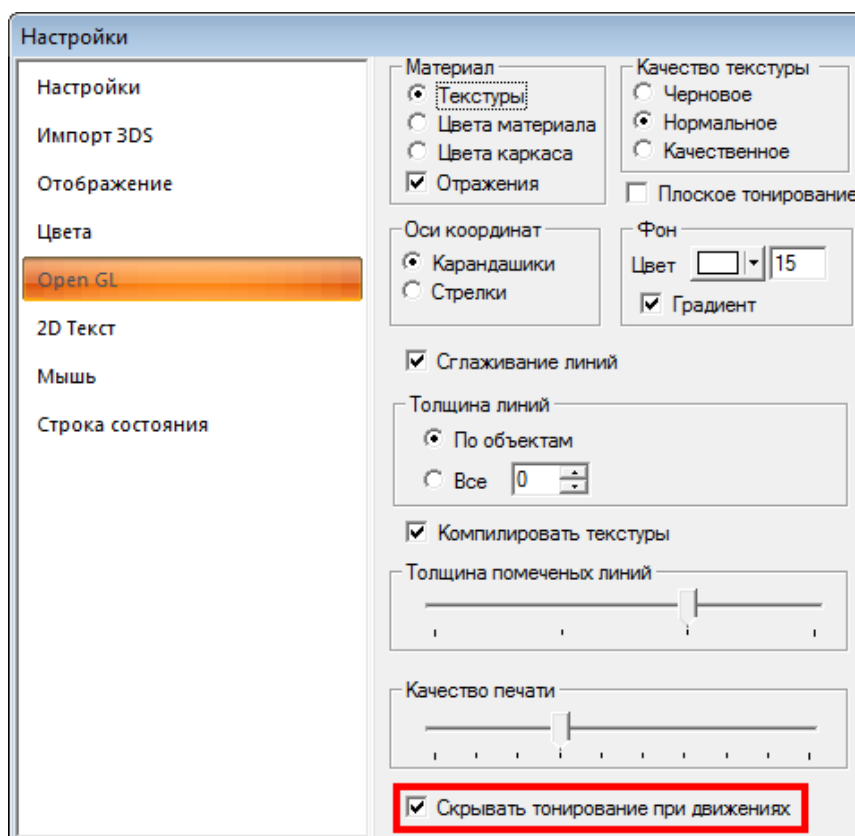 Настройки
Настройки
Импорт 3DS
Отображение
Цвета
Open GL
2D Текст
Мышь
Строка состояния
Материал
Текстуры
Цвета материала
Цвета каркаса
Отражения
Качество текстуры
Черновое
Нормальное
Качественное
Плоское тонирование
Оси координат
Карандашики
Стрелки
Фон
Цвет 15
Градиент
Сглаживание линий
Толщина линий
По объектам
Все 0
Компилировать текстуры
Толщина помеченых линий
Качество печати
Скрывать тонирование при движениях